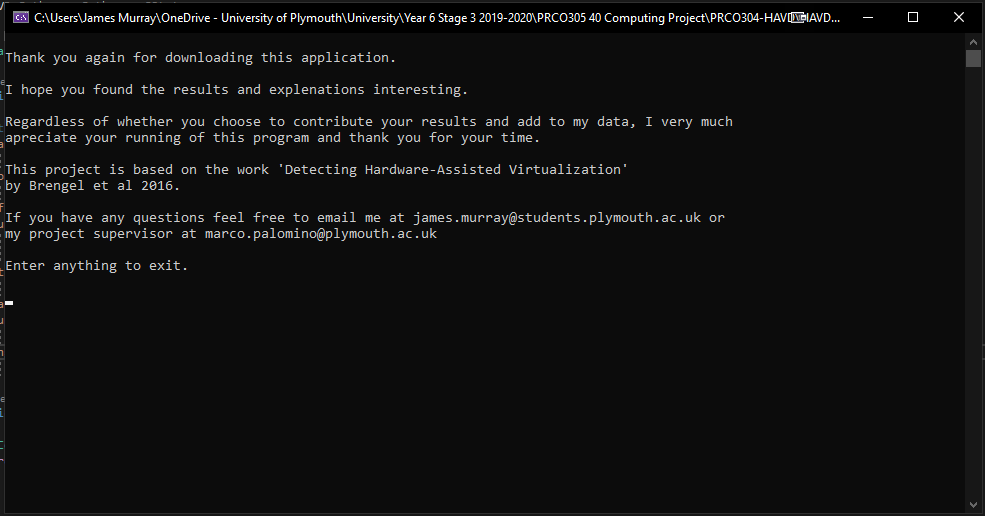 C:\Users\James Murray\OneDrive - University of Plymouth\University\Year 6 Stage 3 2019-2020\PRCO305 40 Computing Project\PRCO304-HAVD\
Thank you again for downloading this application.
I hope you found the results and explenations interesting.
Regardless of whether you choose to contribute your results and add to my data, I very much
apreciate your running of this program and thank you for your time.
This project is based on the work 'Detecting Hardware-Assisted Virtualization'
by Brengel et al 2016.
If you have any questions feel free to email me at james.murray@students.plymouth.ac.uk or
my project supervisor at marco.palomino@plymouth.ac.uk
Enter anything to exit.